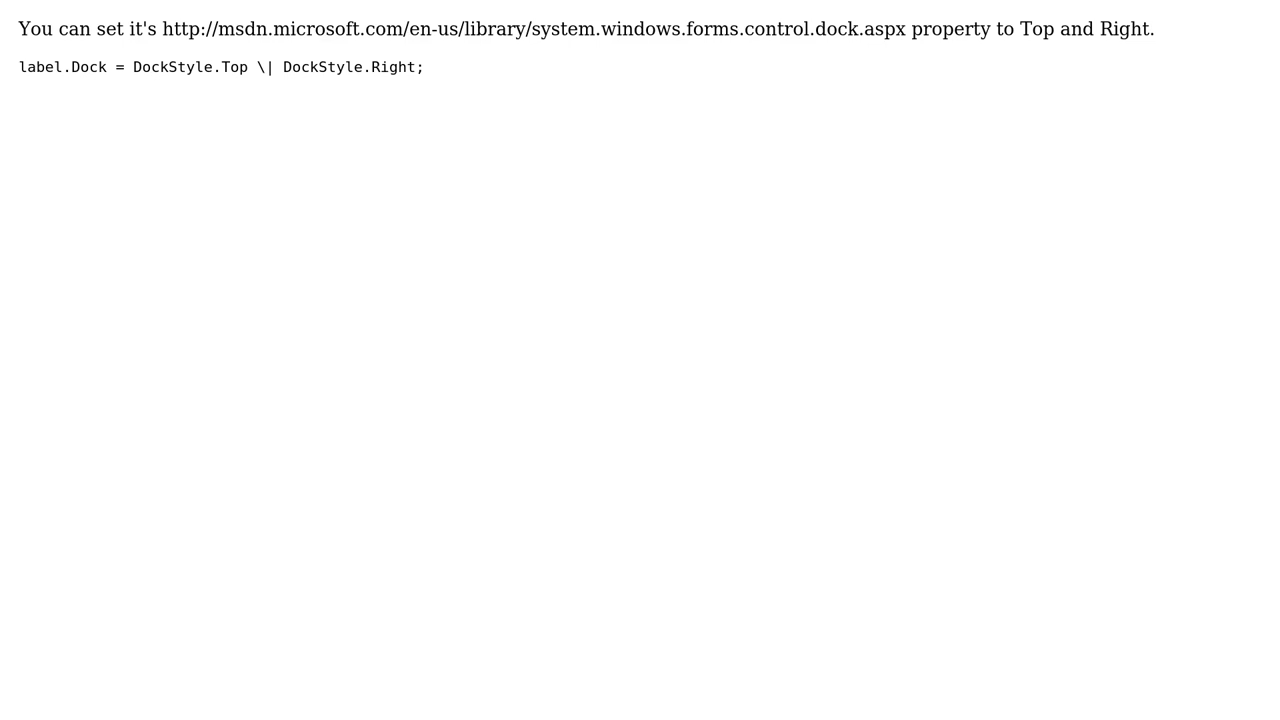 You can set it's http://msdn.microsoft.com/en-us/library/system.windows.forms.control.dock.aspx property to Top and Right.
label.Dock = DockStyle.Top \| DockStyle.Right;